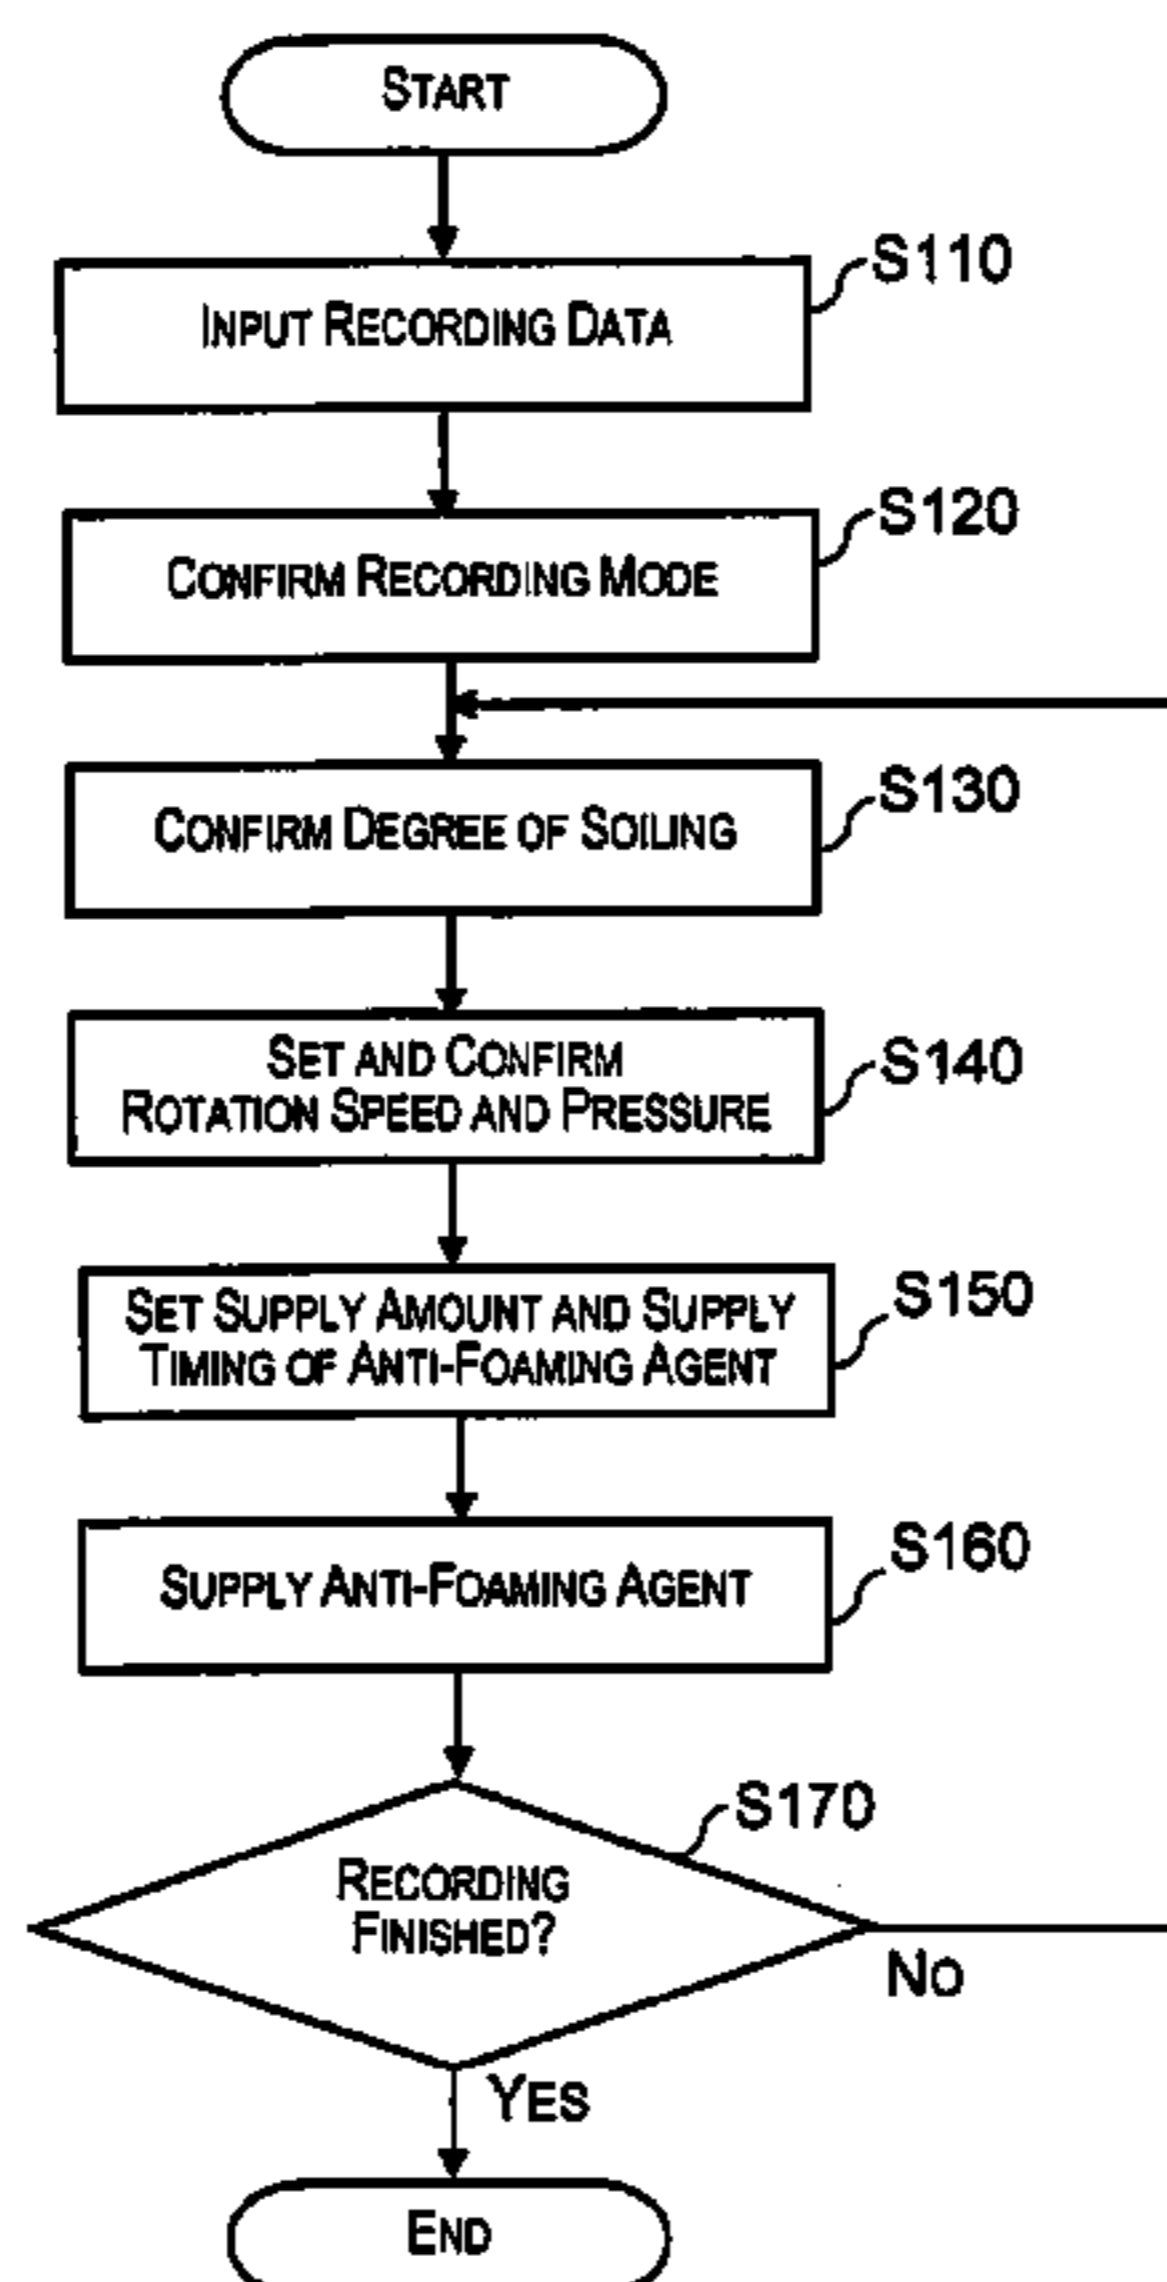 START
S110
INPUT RECORDING DATA
S120
CONFIRM RECORDING MODE
S130
CONFIRM DEGREE OF SOILING
S140
SET AND CONFIRM
ROTATION SPEED AND PRESSURE
S150
SET SUPPLY AMOUNT AND SUPPLY
TIMING OF ANTI-FOAMING AGENT
S160
SUPPLY ANTI-FOAMING AGENT
S170
RECORDING
FINISHED?
NO
YES
END